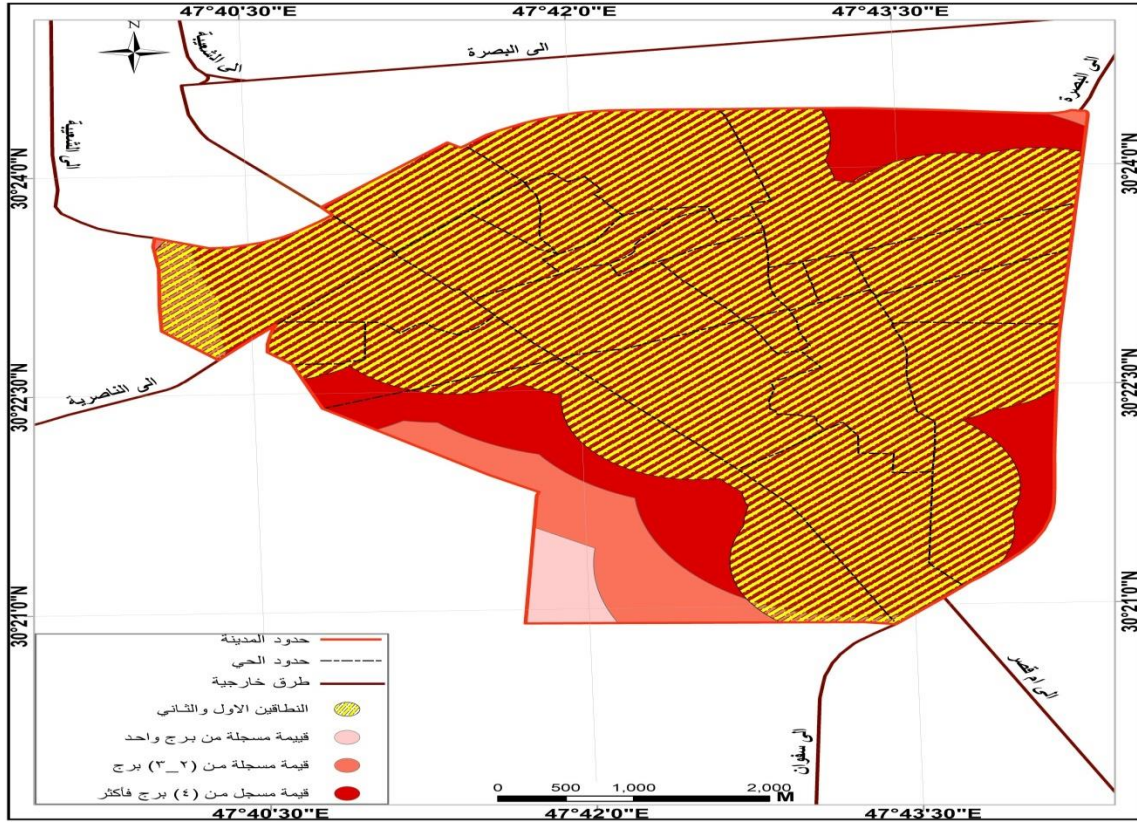 47°40'30"E
47°42'0"E
47°43'30"E
N
الى الشعيبة
الى البصرة
الى البصرة
الى الشعيبة
30°24'0"N
30°24'0"N
30°22'30"N
30°22'30"N
الى الناصرية
30°21'0"N
30°21'0"N
حدود المدينة
حدود الحي
طرق خارجية
النطاقين الاول والثاني
قييمة مسجلة من برج واحد
قيمة مسجلة من (٢_٣) برج
قيمة مسجل من (٤) برج فأكثر
الى ام قصر
الى سفوان
0 500 1,000 2,000
M
47°40'30"E
47°42'0"E
47°43'30"E